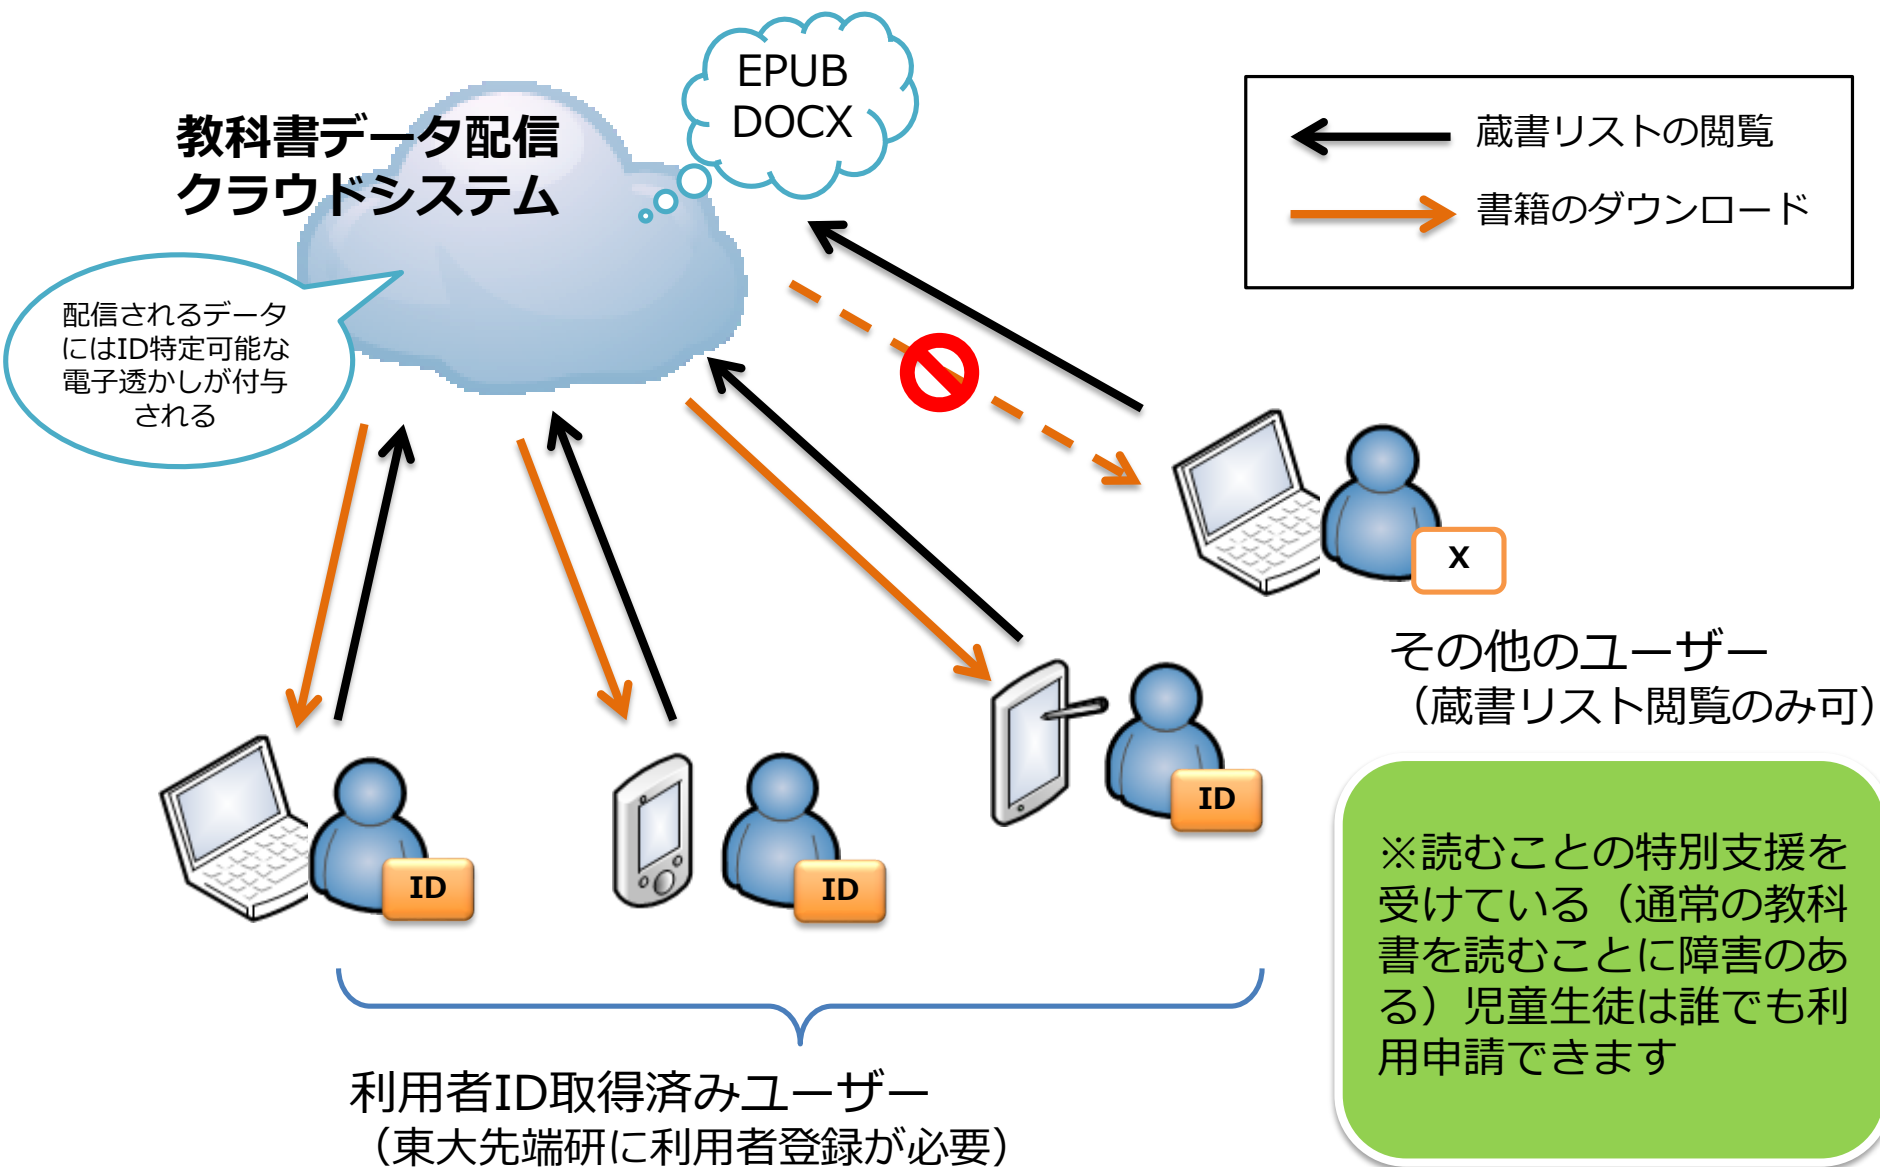 EPUB
DOCX
教科書データ配信
クラウドシステム
蔵書リストの閲覧
書籍のダウンロード
配信されるデータ
にはID特定可能な
電子透かしが付与
される
X
その他のユーザー
（蔵書リスト閲覧のみ可）
ID
ID
ID
※読むことの特別支援を
受けている（通常の教科
書を読むことに障害のあ
る）児童生徒は誰でも利
用申請できます
利用者ID取得済みユーザー
（東大先端研に利用者登録が必要）